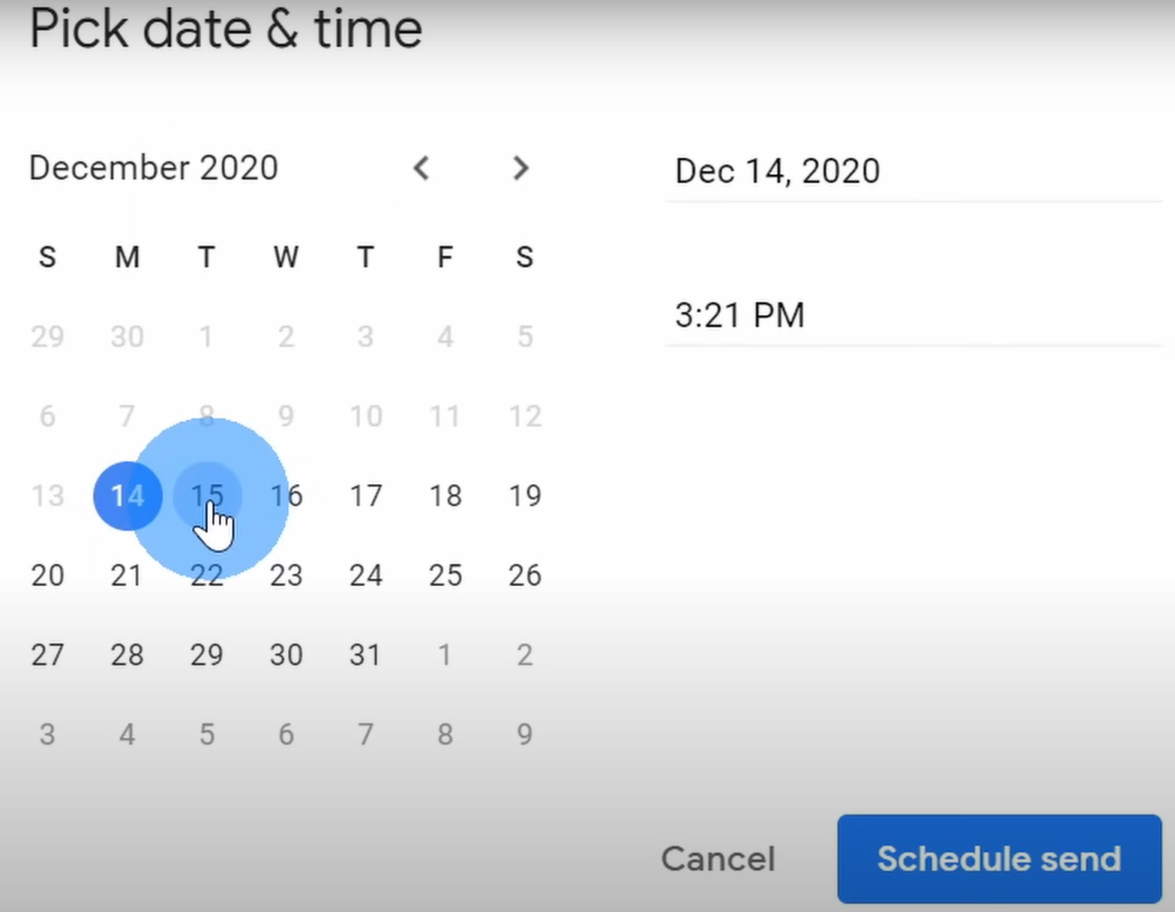 Pick date & time
December 2020
S M T W T F S
29 30 1 2 3 4 5
6 7 8 9 10 11 12
13 14 15 16 17 18 19
20 21 22 23 24 25 26
27 28 29 30 31 1 2
3 4 5 6 7 8 9
Dec 14, 2020
3:21 PM
Cancel Schedule send